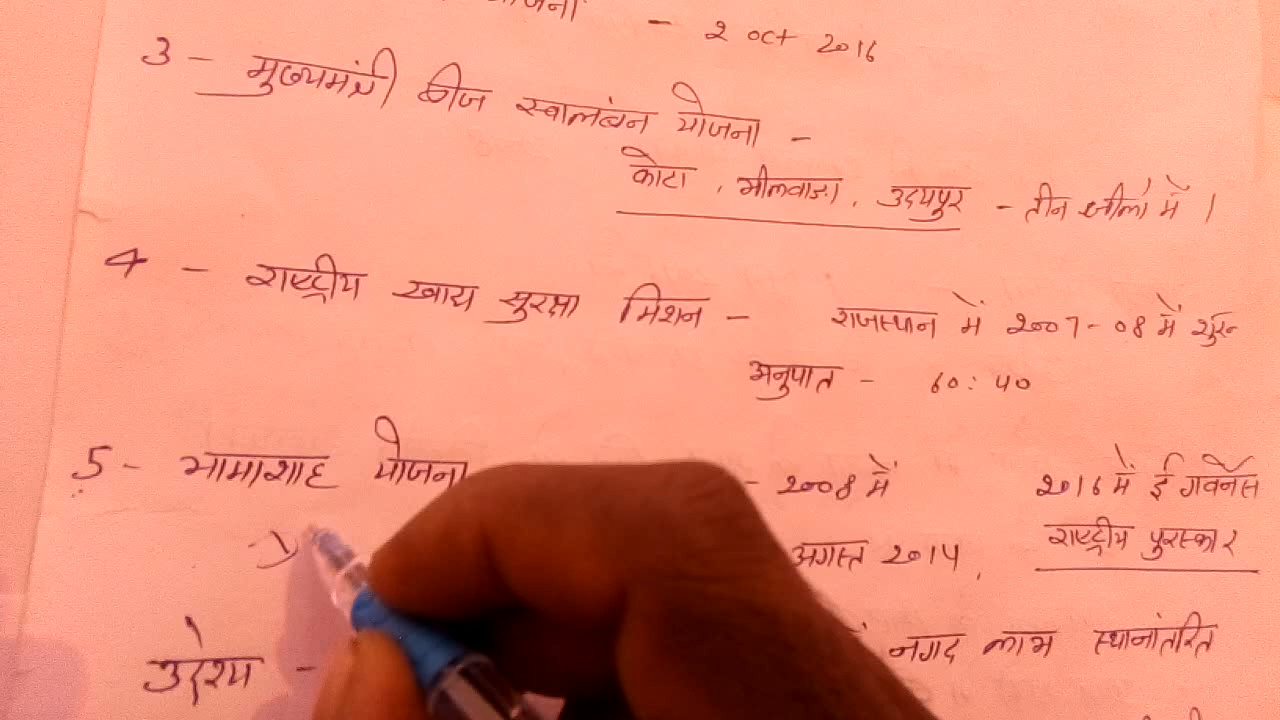 योजना - 2 oct 2016
3 - मुख्यमंत्री बीज स्वालंबन योजना -
कोटा, भीलवाडा, उदयपुर - तीन जीलो में।
4 - राष्ट्रीय खाद्य सुरक्षा मिशन - राजस्थान में 2007-08 में शुरू
अनुपात - 60:40
5 - भामाशाह योजना - 2008 में 2016 में ई गवर्नेंस
अगस्त 2014, राष्ट्रीय पुरस्कार
उद्देश्य - नगद लाभ स्थानांतरित